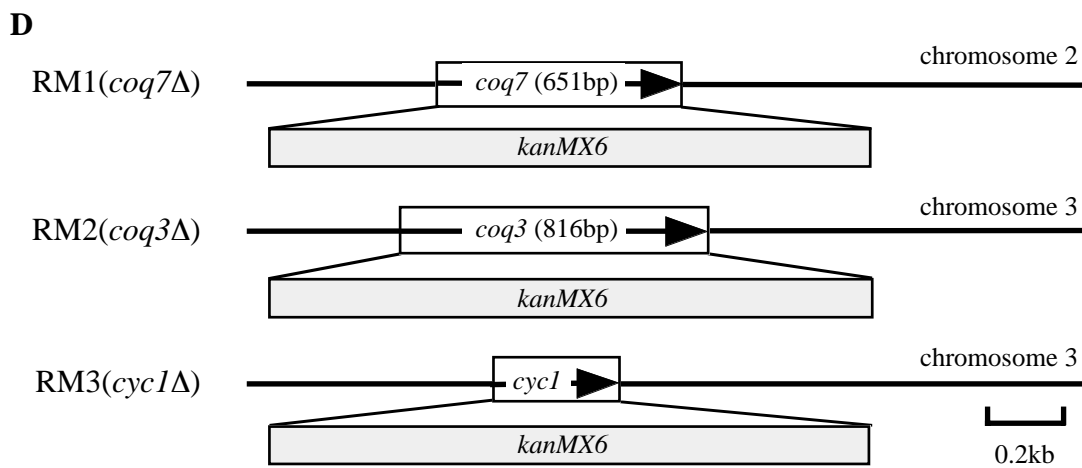 D
chromosome 2
RM1(coq7Δ)
coq7 (651bp)
kanMX6
chromosome 3
RM2(coq3Δ)
coq3 (816bp)
kanMX6
chromosome 3
RM3(cyc1Δ)
cyc1
kanMX6
0.2kb